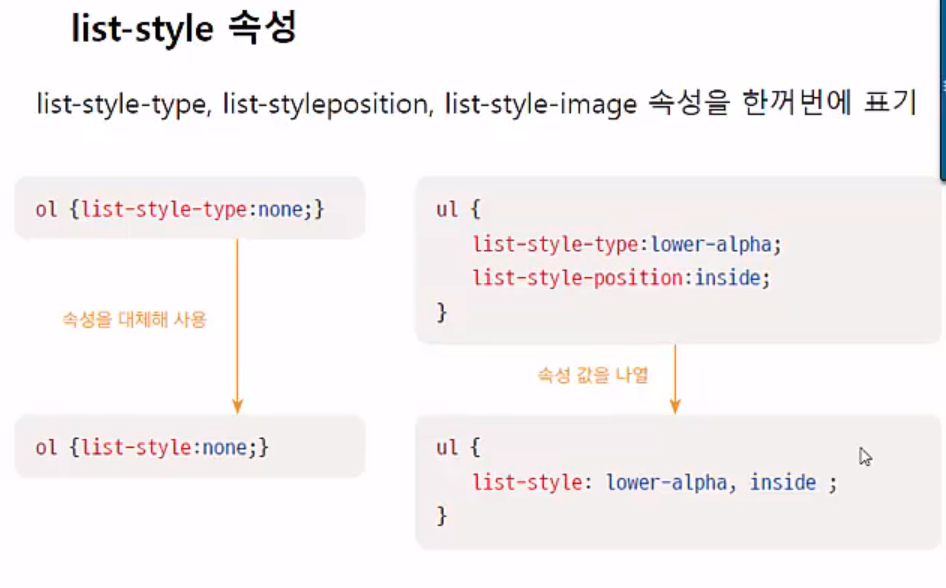 list-style 속성
list-style-type, list-styleposition, list-style-image 속성을 한꺼번에 표기
ol {list-style-type:none;}
속성을 대체해 사용
ol {list-style:none;}
ul {
list-style-type:lower-alpha;
list-style-position:inside;
}
속성 값을 나열
ul {
list-style: lower-alpha, inside ;
}